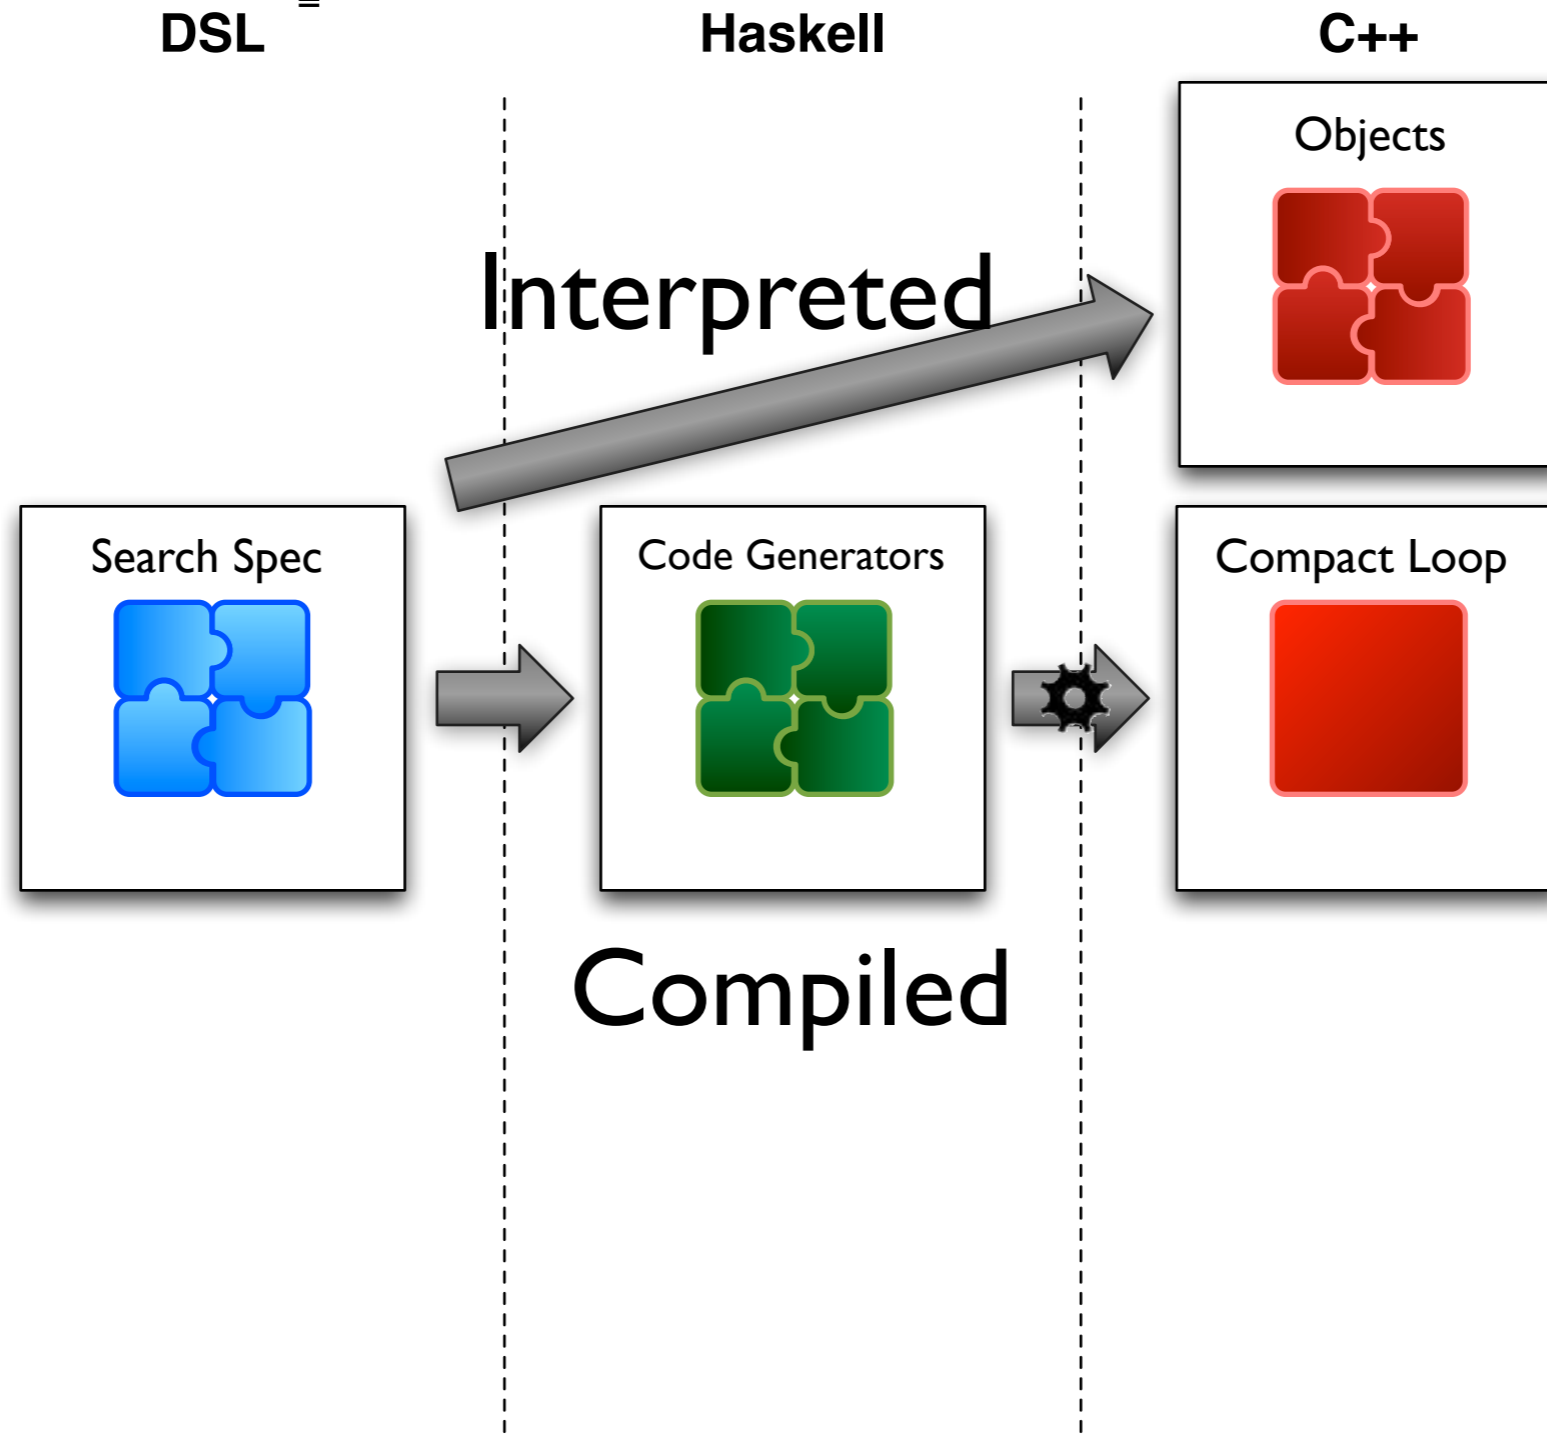 DSL
Haskell
C++
Objects
Interpreted
Search Spec
Code Generators
Compact Loop
Compiled